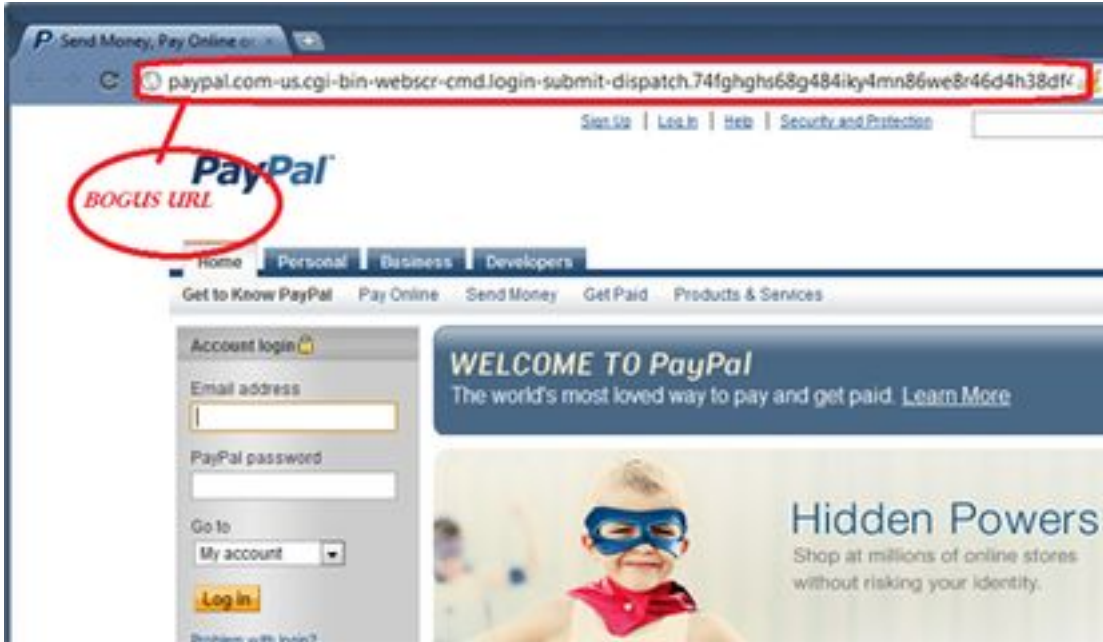 Send Money, Pay Online or
paypal.com-us.cgi-bin-webscr-cmd.login-submit-dispatch.74fghghs68g484iky4mn86we8r46d4h38df
Sign Up | Log In | Help | Security and Protection
PayPal
BOGUS URL
Home Personal Business Developers
Get to Know PayPal Pay Online Send Money Get Paid Products & Services
Account login
Email address
PayPal password
Go to
My account
Log in
Problem with login?
WELCOME TO PayPal
The world's most loved way to pay and get paid. Learn More
Hidden Powers
Shop at millions of online stores
without risking your identity.